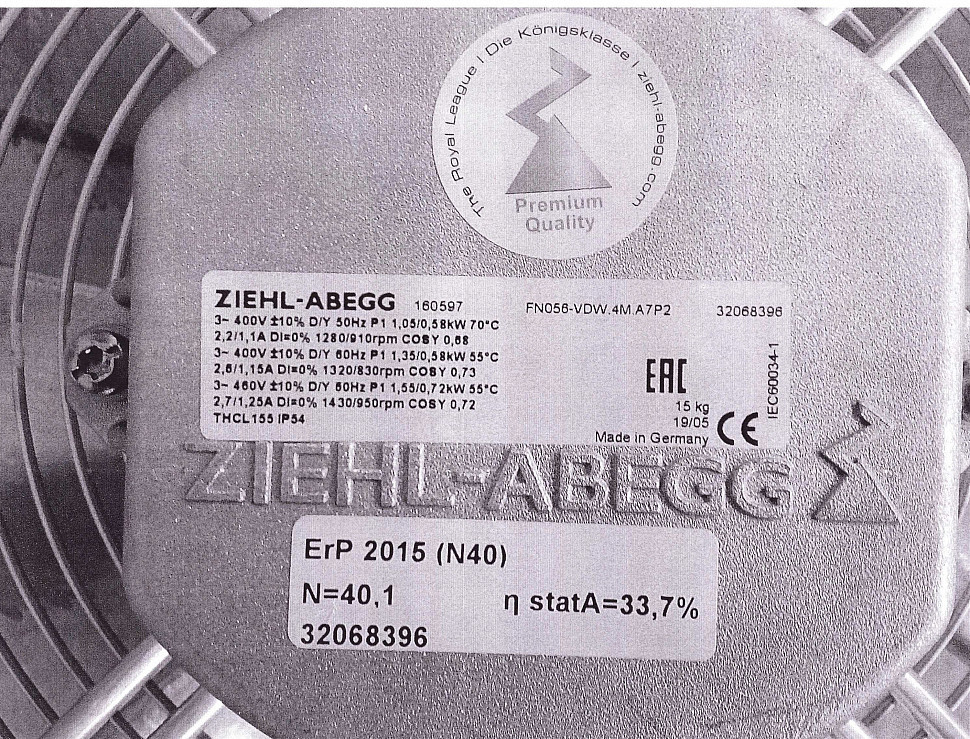 The Royal League | Die Königsklasse | ziehl-abegg.com
Premium
Quality
ZIEHL-ABEGG 160597 FN056-VDW.4M.A7P2 32068396
3~ 400V ±10% D/Y 50Hz P1 1,05/0,58kW 70°C
2,2/1,1A DI=0% 1280/910rpm COSY 0,68
3~ 400V ±10% D/Y 60Hz P1 1,35/0,58kW 55°C
2,6/1,15A DI=0% 1320/830rpm COSY 0,73
3~ 460V ±10% D/Y 60Hz P1 1,55/0,72kW 55°C
2,7/1,25A DI=0% 1430/950rpm COSY 0,72
THCL155 IP54
EAC
15 kg
19/05
Made in Germany
CE
IEC60034-1
ZIEHL-ABEGG
ErP 2015 (N40)
N=40,1 η statA=33,7%
32068396